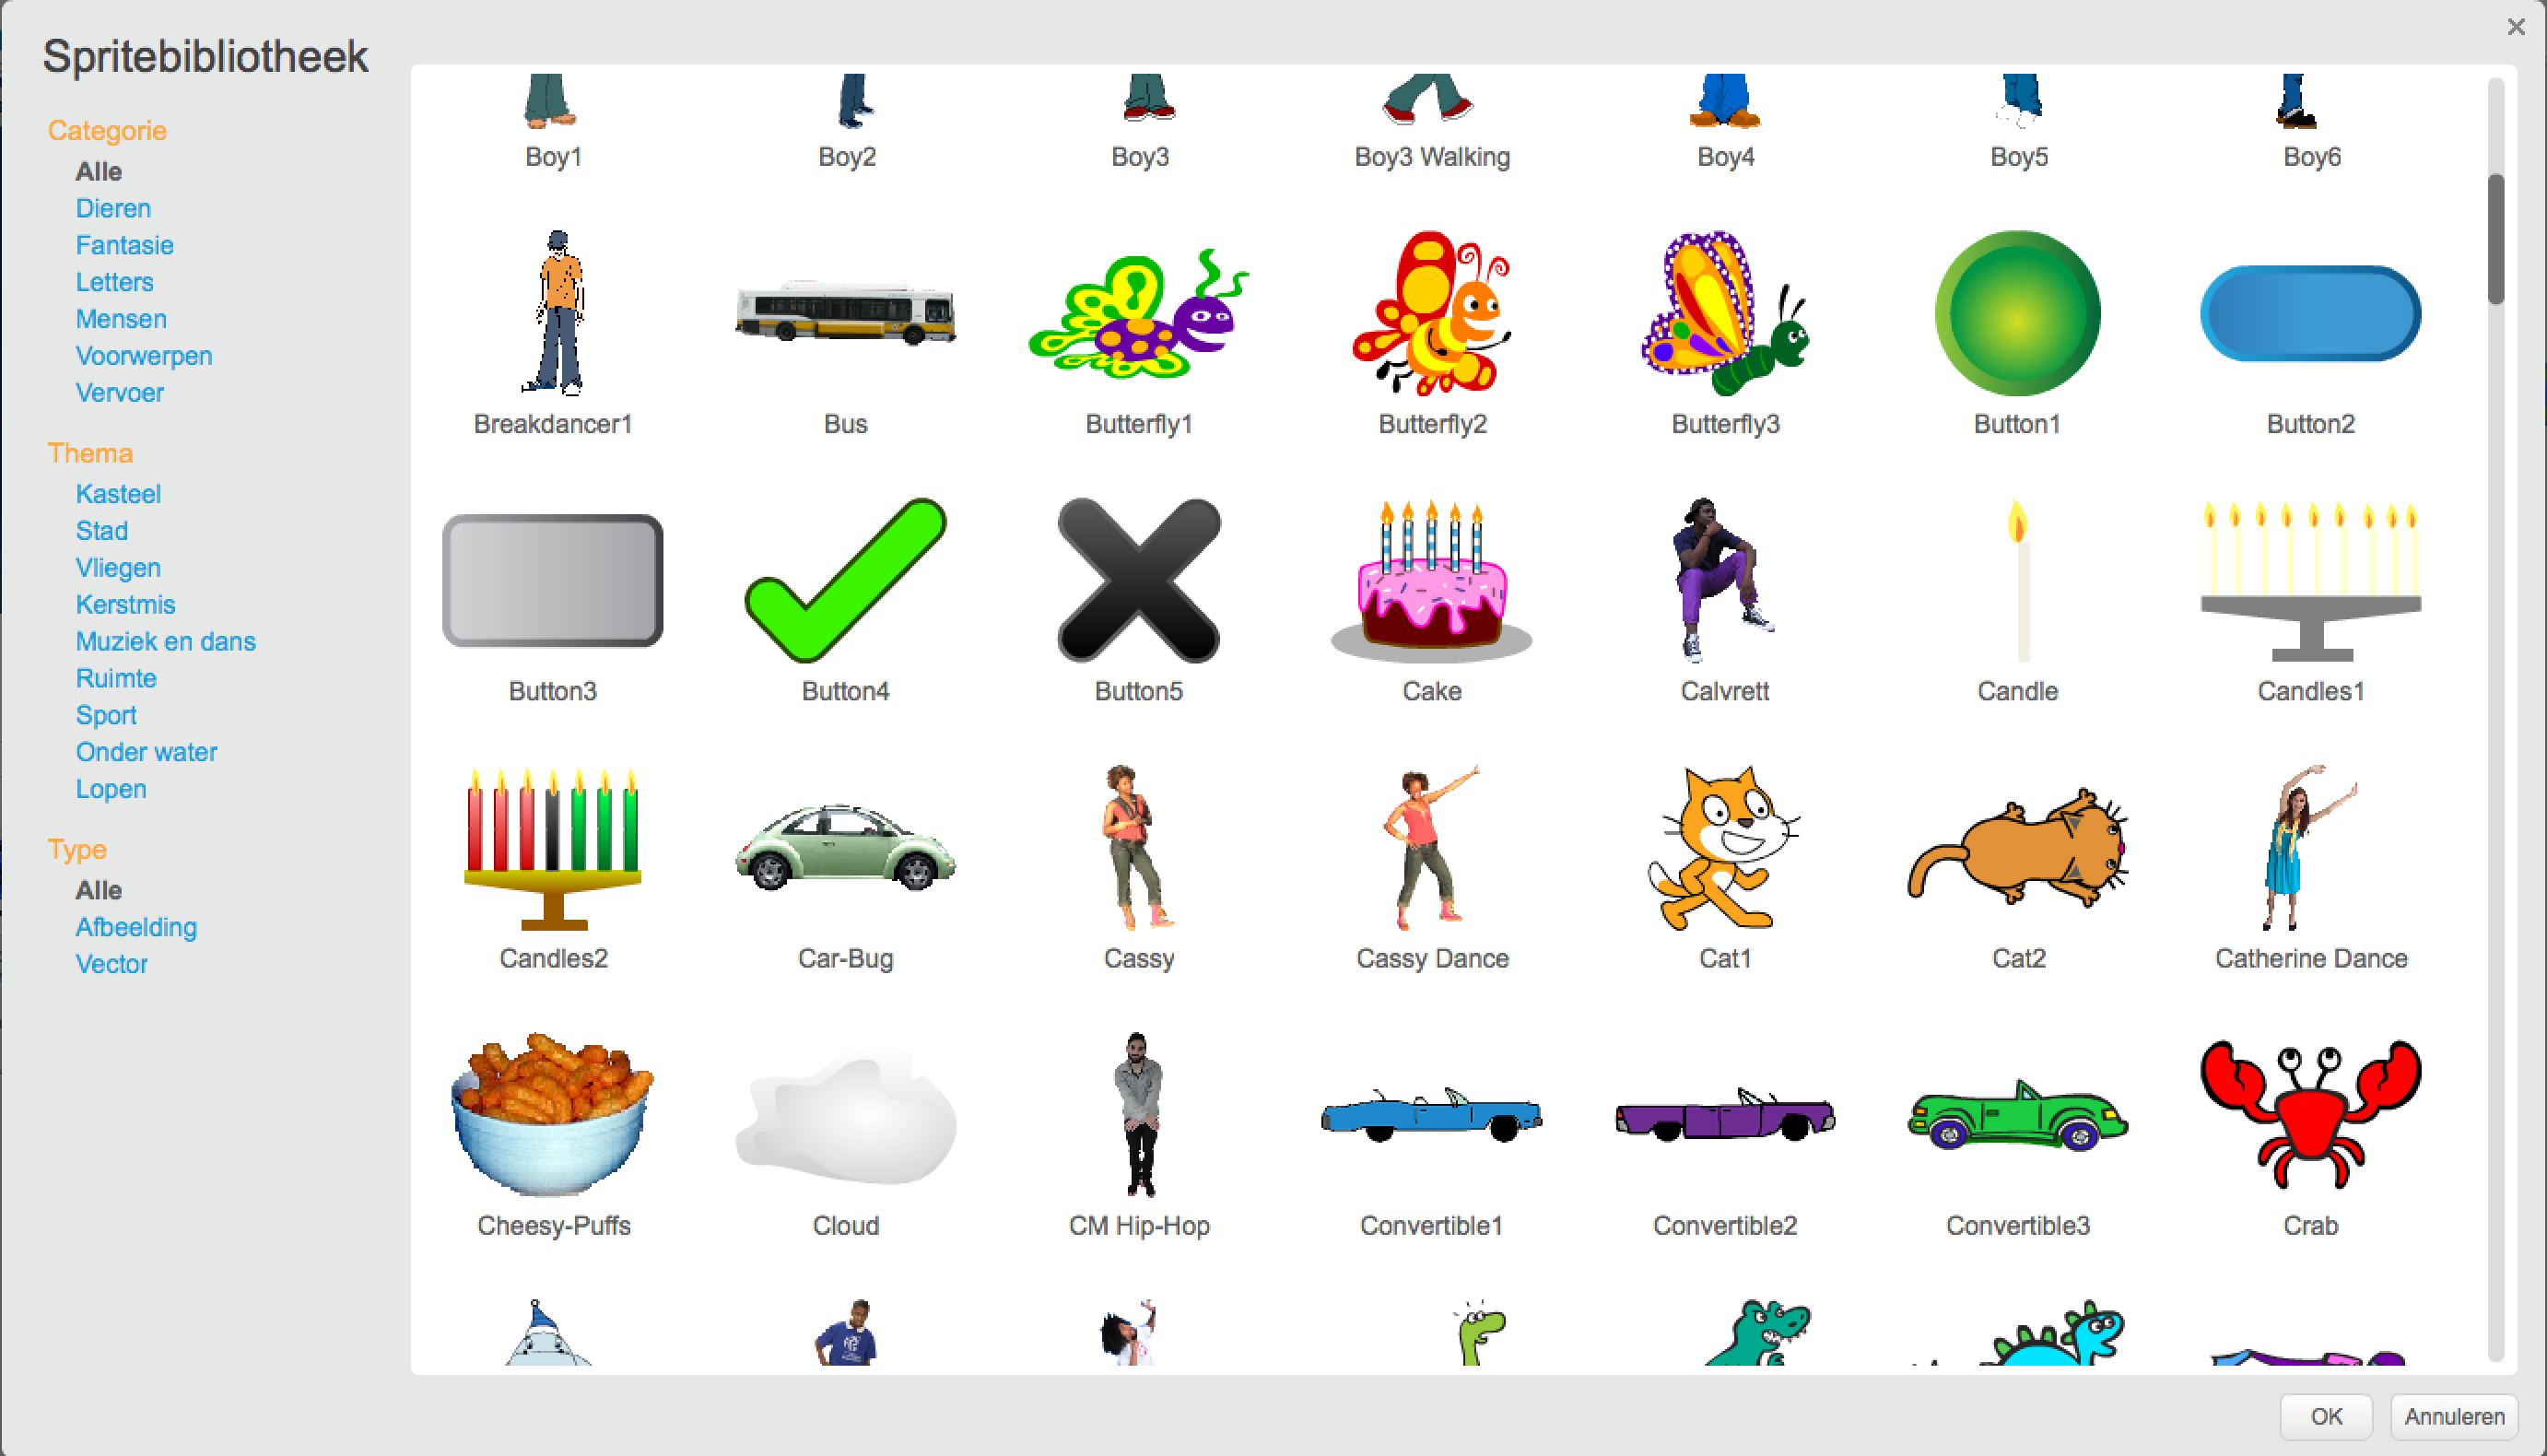 Spritebibliotheek
Categorie
Alle
Dieren
Fantasie
Letters
Mensen
Voorwerpen
Vervoer
Thema
Kasteel
Stad
Vliegen
Kerstmis
Muziek en dans
Ruimte
Sport
Onder water
Lopen
Type
Alle
Afbeelding
Vector
Boy1 Boy2 Boy3 Boy3 Walking Boy4 Boy5 Boy6
Breakdancer1 Bus Butterfly1 Butterfly2 Butterfly3 Button1 Button2
Button3 Button4 Button5 Cake Calvrett Candle Candles1
Candles2 Car-Bug Cassy Cassy Dance Cat1 Cat2 Catherine Dance
Cheesy-Puffs Cloud CM Hip-Hop Convertible1 Convertible2 Convertible3 Crab
OK Annuleren